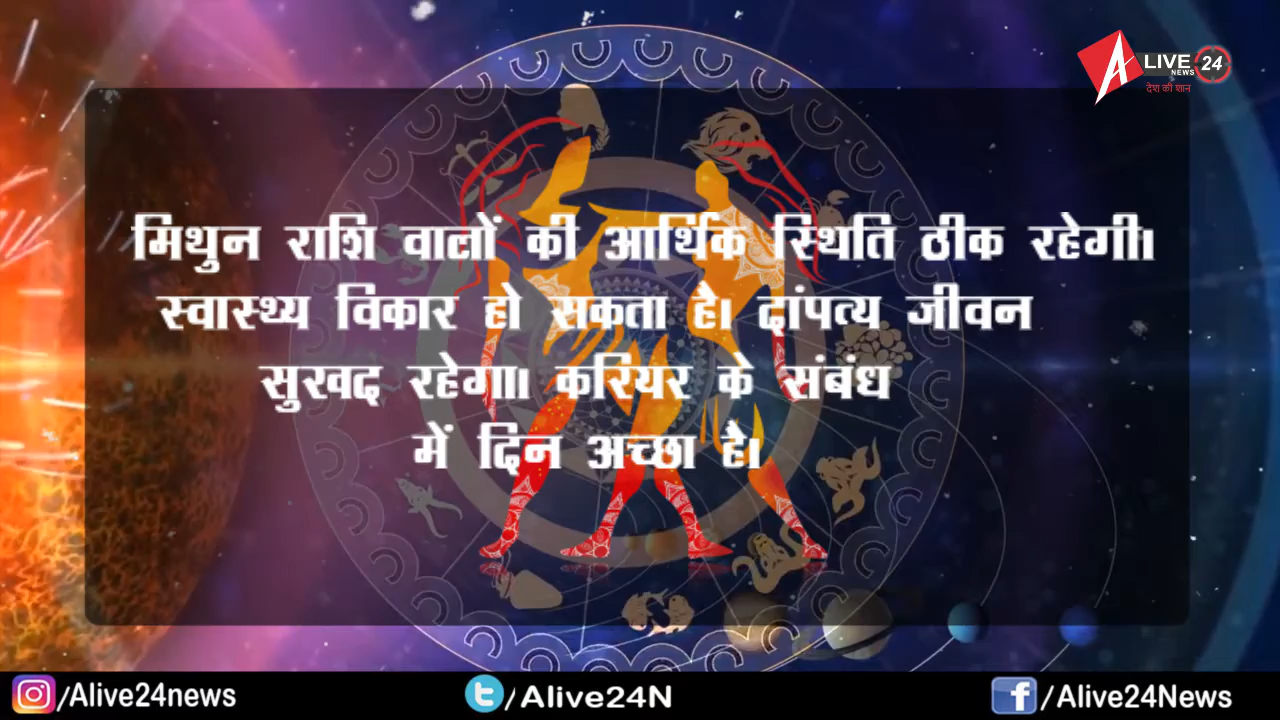 A LIVE 24
NEWS
देश की शान
मिथुन राशि वालों की आर्थिक स्थिति ठीक रहेगी।
स्वास्थ्य विकार हो सकता है। दांपत्य जीवन
सुखद रहेगा। करियर के संबंध
में दिन अच्छा है।
/Alive24news
/Alive24N
/Alive24News